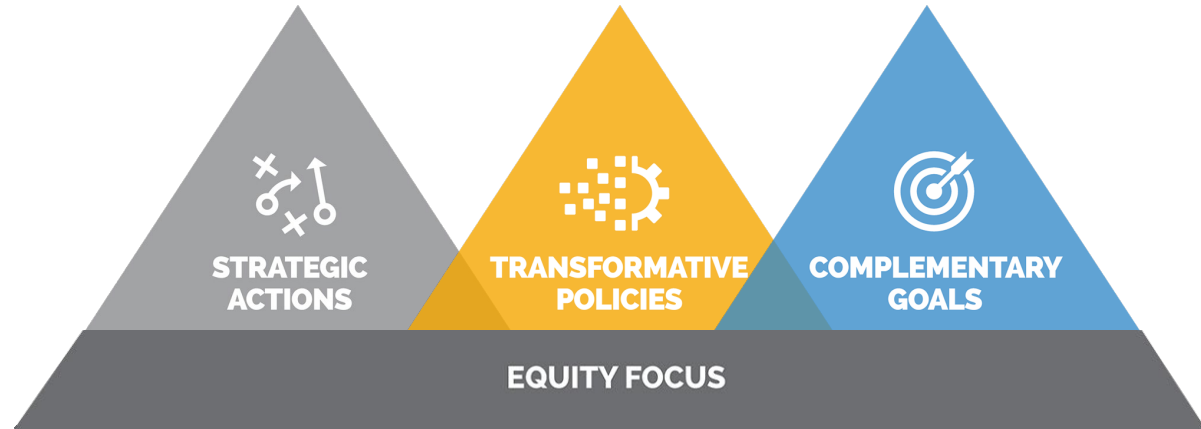 STRATEGIC
ACTIONS
TRANSFORMATIVE
POLICIES
COMPLEMENTARY
GOALS
EQUITY FOCUS